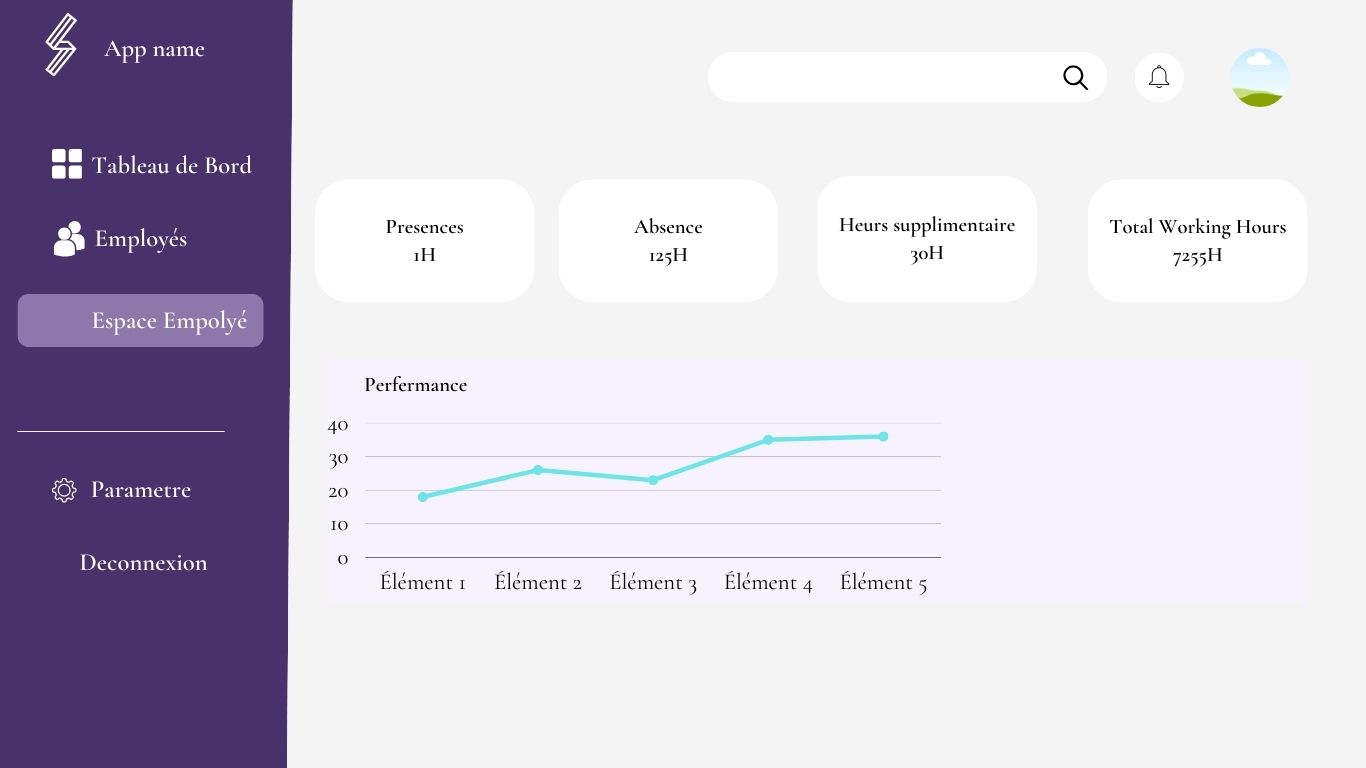 App name
Tableau de Bord
Employés
Espace Empolyé
Parametre
Deconnexion
Presences
1H
Absence
125H
Heurs supplimentaire
30H
Total Working Hours
7255H
Perfermance
40
30
20
10
0
Élément 1 Élément 2 Élément 3 Élément 4 Élément 5